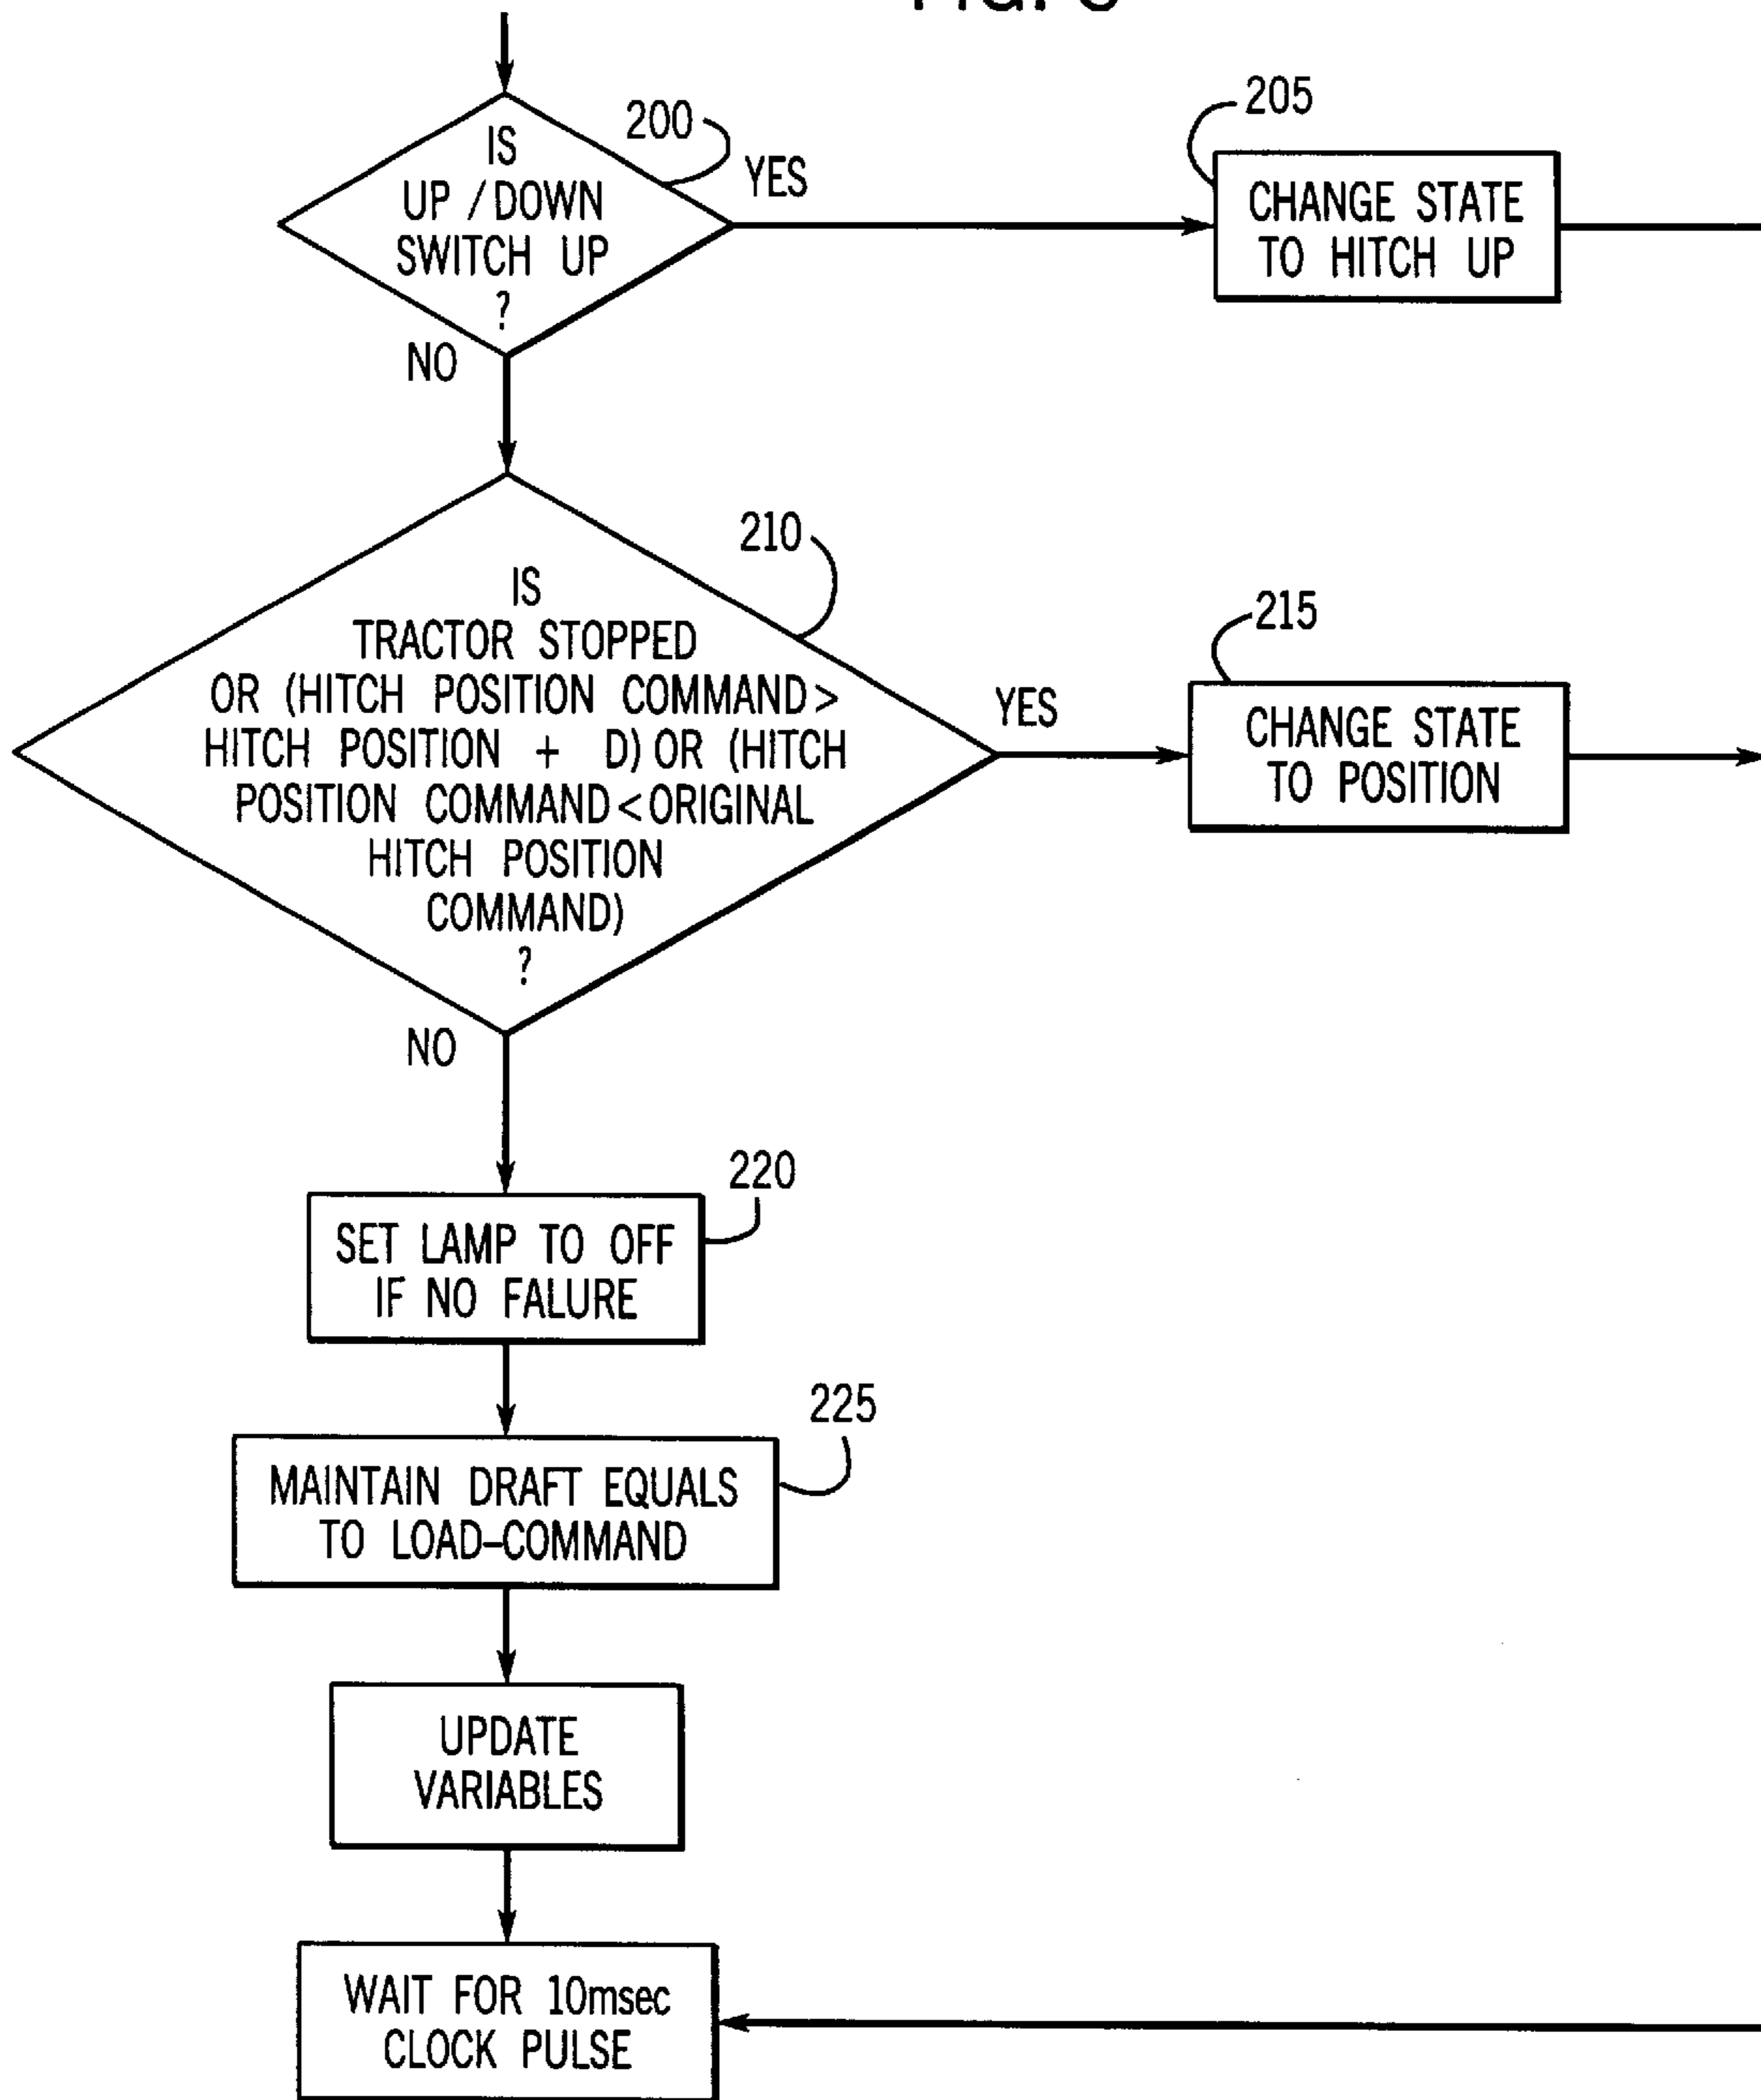 200
IS
UP / DOWN
SWITCH UP
?
YES
205
CHANGE STATE
TO HITCH UP
NO
210
IS
TRACTOR STOPPED
OR (HITCH POSITION COMMAND >
HITCH POSITION + D) OR (HITCH
POSITION COMMAND < ORIGINAL
HITCH POSITION
COMMAND)
?
YES
215
CHANGE STATE
TO POSITION
NO
220
SET LAMP TO OFF
IF NO FALURE
225
MAINTAIN DRAFT EQUALS
TO LOAD-COMMAND
UPDATE
VARIABLES
WAIT FOR 10msec
CLOCK PULSE